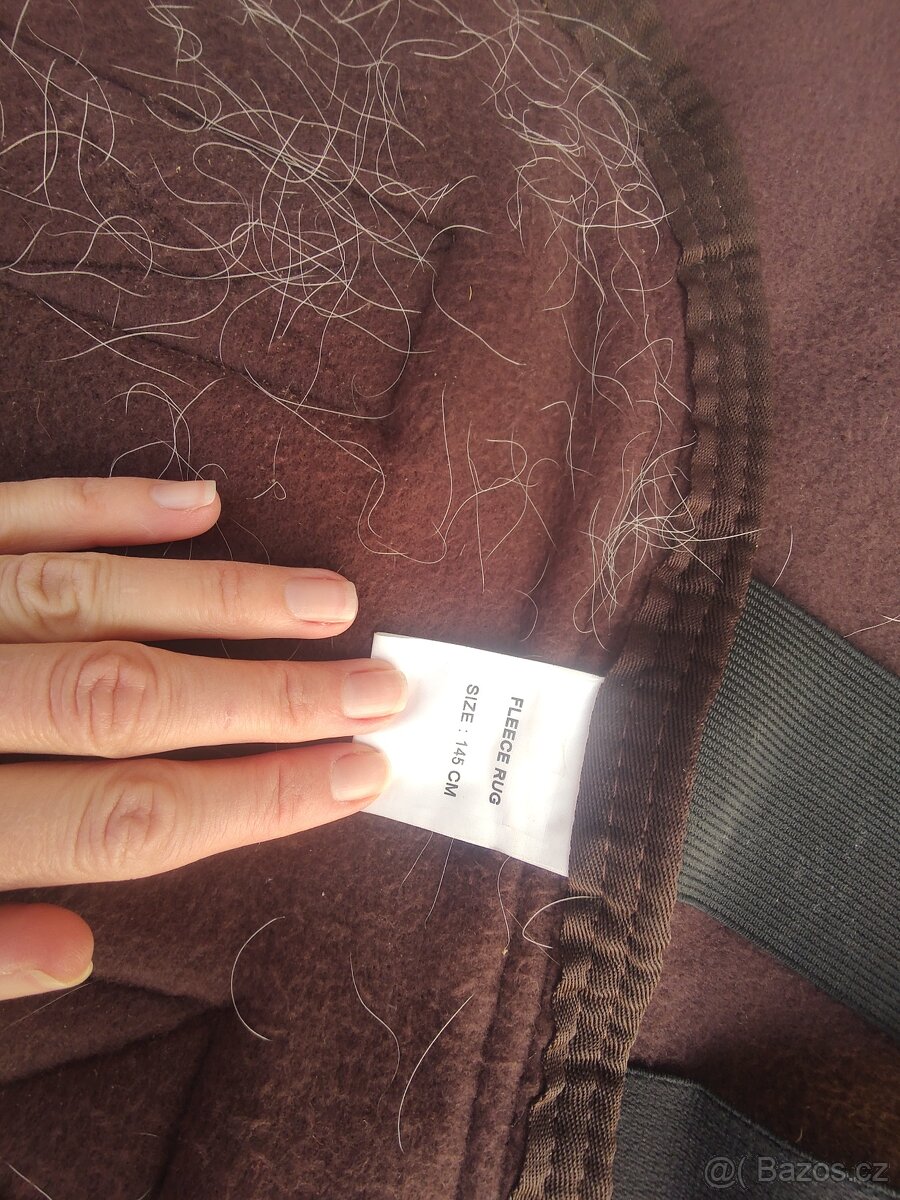 FLEECE RUG
SIZE : 145 CM
@( Bazos.cz